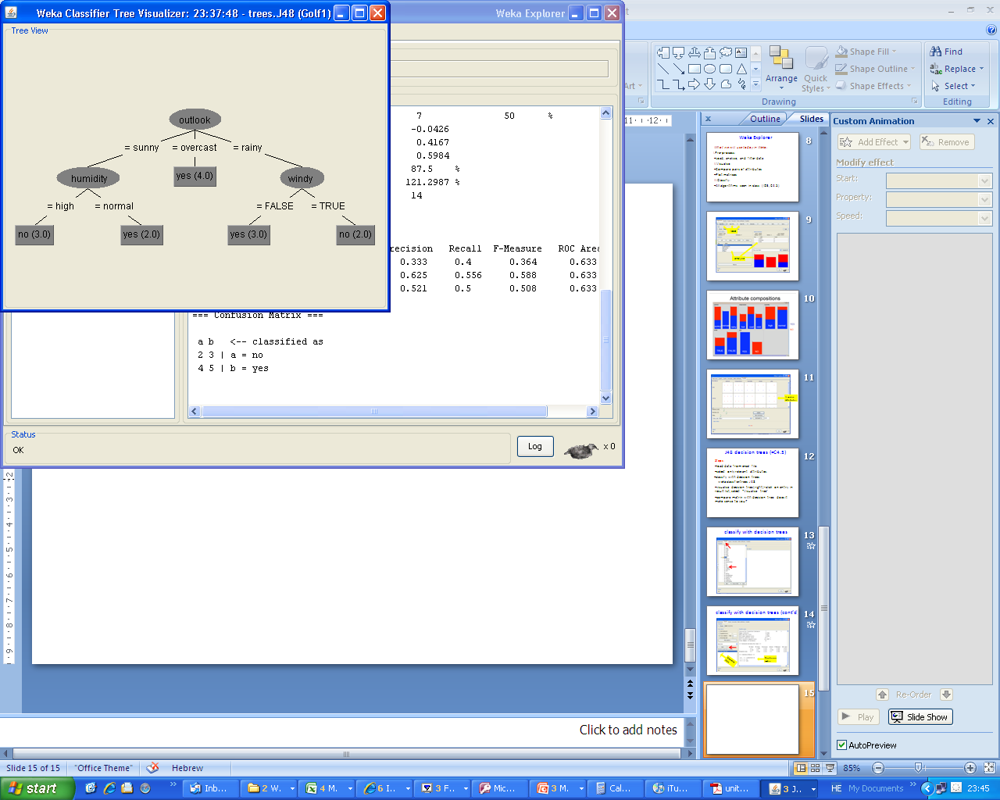 Weka Classifier Tree Visualizer: 23:37:48 - trees.J48 (Golf1)
Tree View
outlook
= sunny = overcast = rainy
humidity yes (4.0) windy
= high = normal = FALSE = TRUE
no (3.0) yes (2.0) yes (3.0) no (2.0)
Weka Explorer
7 50 %
-0.0426
0.4167
0.5984
87.5 %
121.2987 %
14
recision Recall F-Measure ROC Area
0.333 0.4 0.364 0.633
0.625 0.556 0.588 0.633
0.521 0.5 0.508 0.633
=== Confusion Matrix ===
a b <-- classified as
2 3 | a = no
4 5 | b = yes
Status
OK
Log
x 0
Shape Fill
Shape Outline
Shape Effects
Arrange
Quick Styles
Drawing
Find
Replace
Select
Editing
Outline Slides
8
Weka Explorer
9
10
Attribute compositions
11
12
J48 decision trees (=C4.5)
13
classify with decision trees
14
classify with decision trees (cont'd)
15
Custom Animation
Add Effect Remove
Modify effect
Start:
Property:
Speed:
Re-Order
Play Slide Show
AutoPreview
Click to add notes
Slide 15 of 15 "Office Theme" Hebrew 85%
start Inb... 2 W... 4 M... 6 I... 3 F... Mic... 3 M... Cal... iTu... unit... 3 J... HE My Documents 23:45